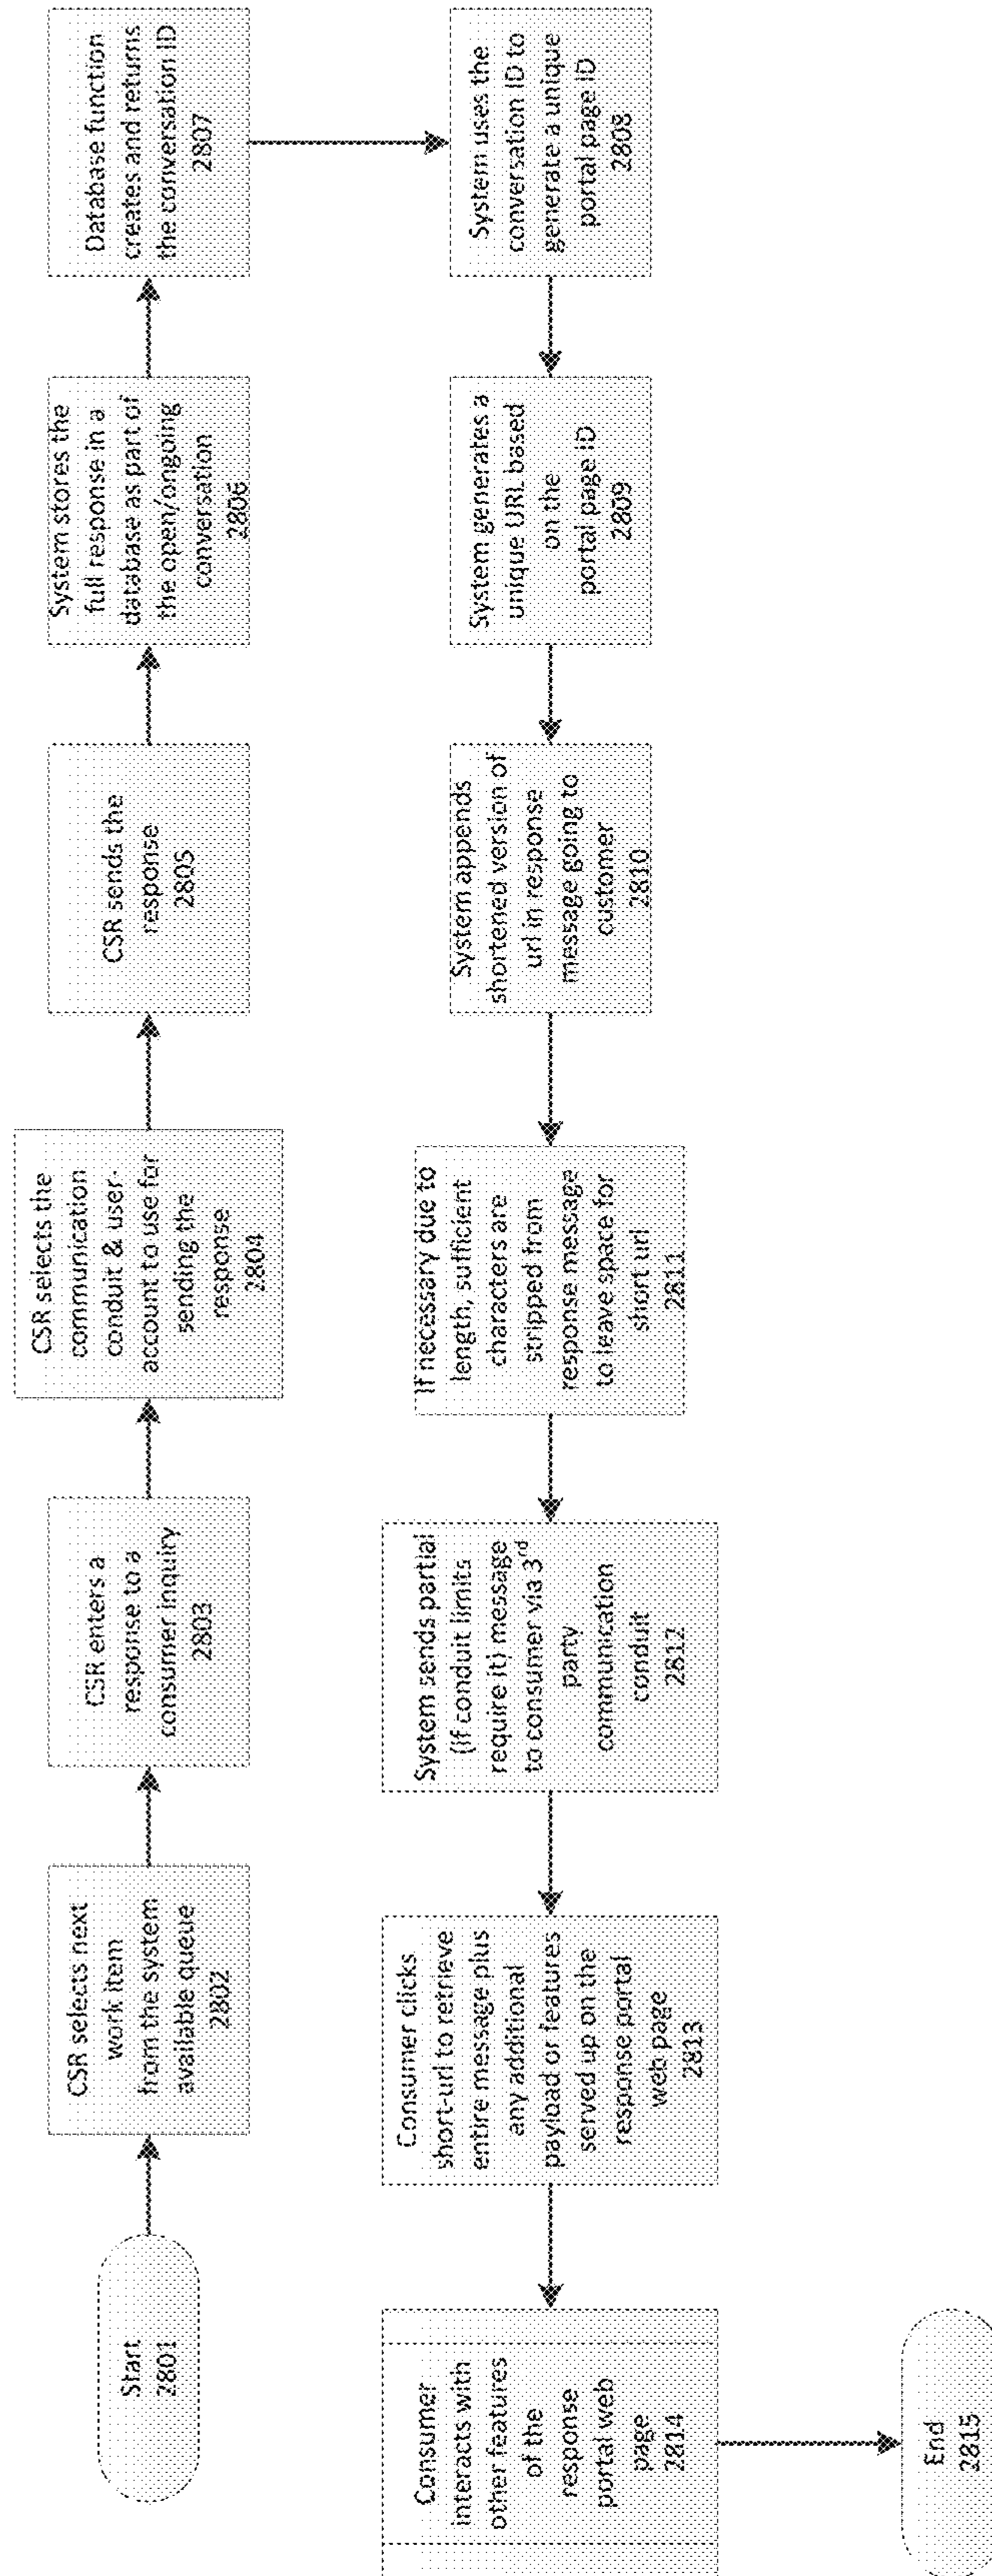 Start
2801
CSR selects next
work item
from the system
available queue
2802
CSR enters a
response to a
consumer inquiry
2803
CSR selects the
communication
conduit & user-
account to use for
sending the
response
2804
CSR sends the
response
2805
System stores the
full response in a
database as part of
the open/ongoing
conversation
2806
Database function
creates and returns
the conversation ID
2807
System uses the
conversation ID to
generate a unique
portal page ID
2808
System generates a
unique URL based
on the
portal page ID
2809
System appends
shortened version of
url in response
message going to
customer
2810
If necessary due to
length, sufficient
characters are
stripped from
response message
to leave space for
short url
2811
System sends partial
(if conduit limits
require it) message
to consumer via 3rd
party
communication
conduit
2812
Consumer clicks
short-url to retrieve
entire message plus
any additional
payload or features
served up on the
response portal
web page
2813
Consumer
interacts with
other features
of the
response
portal web
page
2814
End
2815